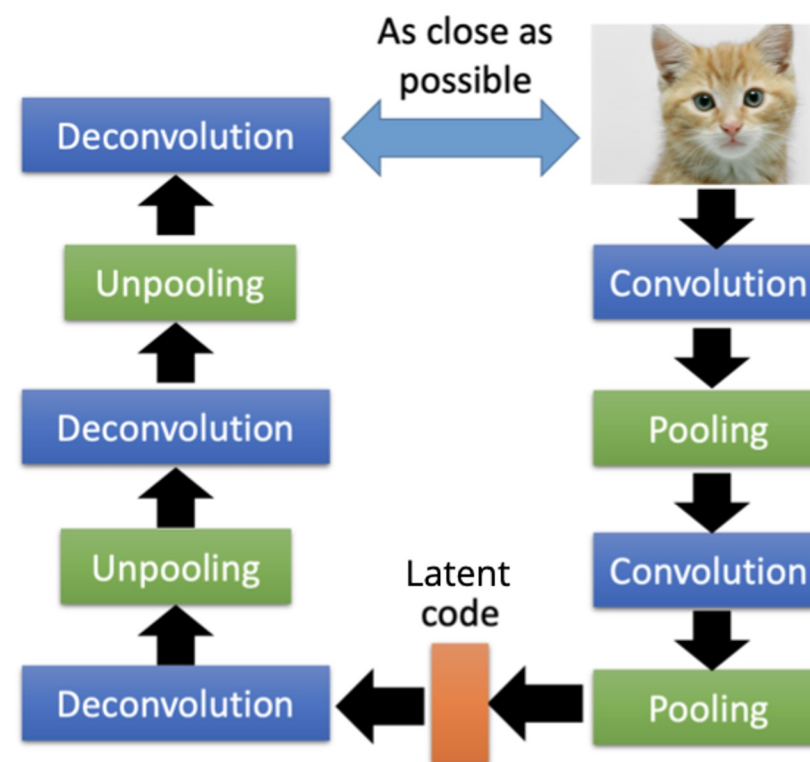 As close as
possible
Deconvolution
Unpooling
Convolution
Deconvolution
Pooling
Unpooling
Latent
code
Convolution
Deconvolution
Pooling